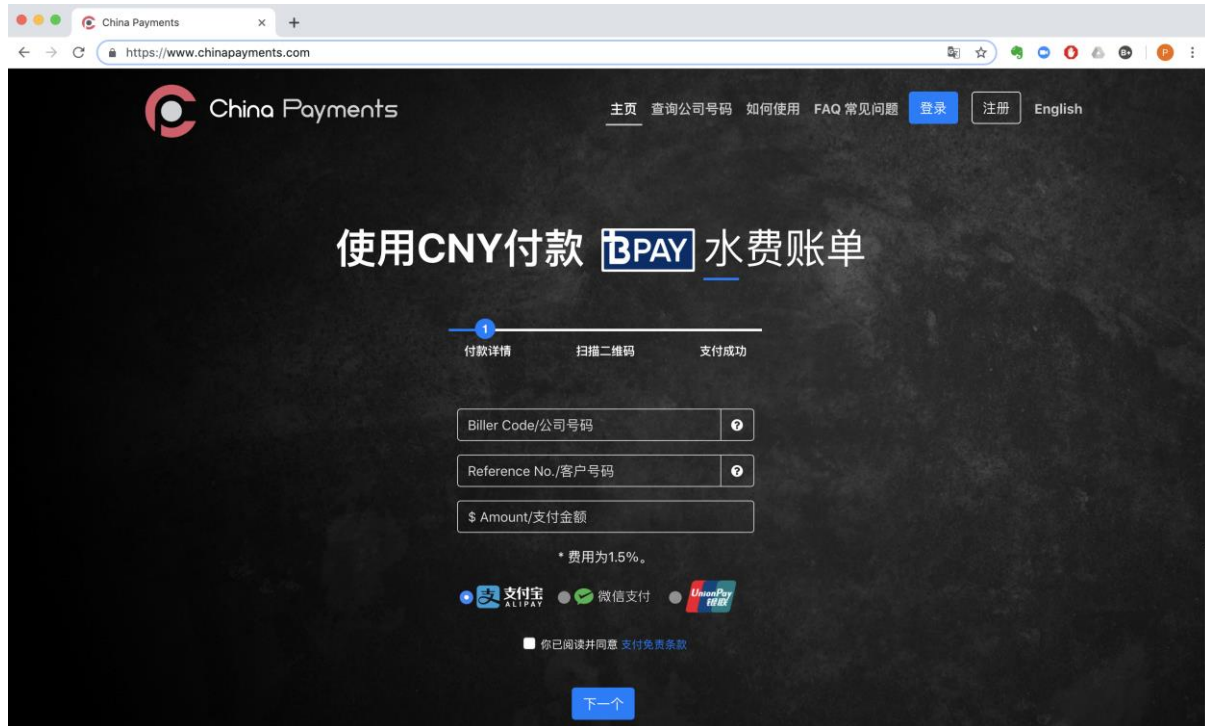 China Payments
https://www.chinapayments.com
China Payments
主页 查询公司号码 如何使用 FAQ 常见问题 登录 注册 English
使用CNY付款 BPAY 水费账单
1
付款详情 扫描二维码 支付成功
Biller Code/公司号码
Reference No./客户号码
$ Amount/支付金额
* 费用为1.5%。
支付宝 ALIPAY 微信支付 UnionPay 银联
你已阅读并同意 支付免责条款
下一个